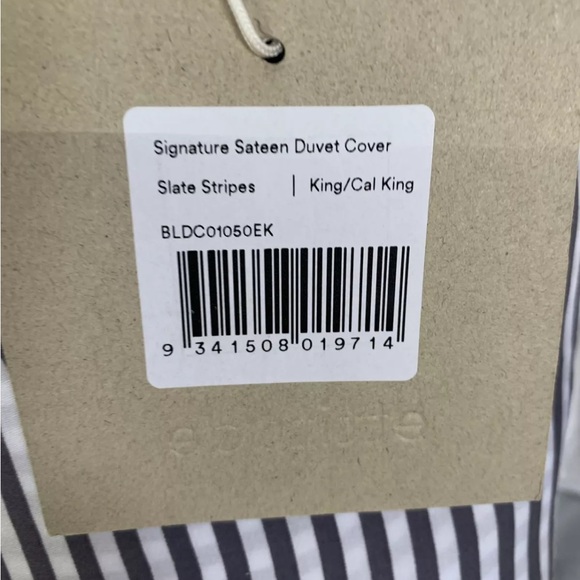 Signature Sateen Duvet Cover
Slate Stripes | King/Cal King
BLDC01050EK
9 341508 019714